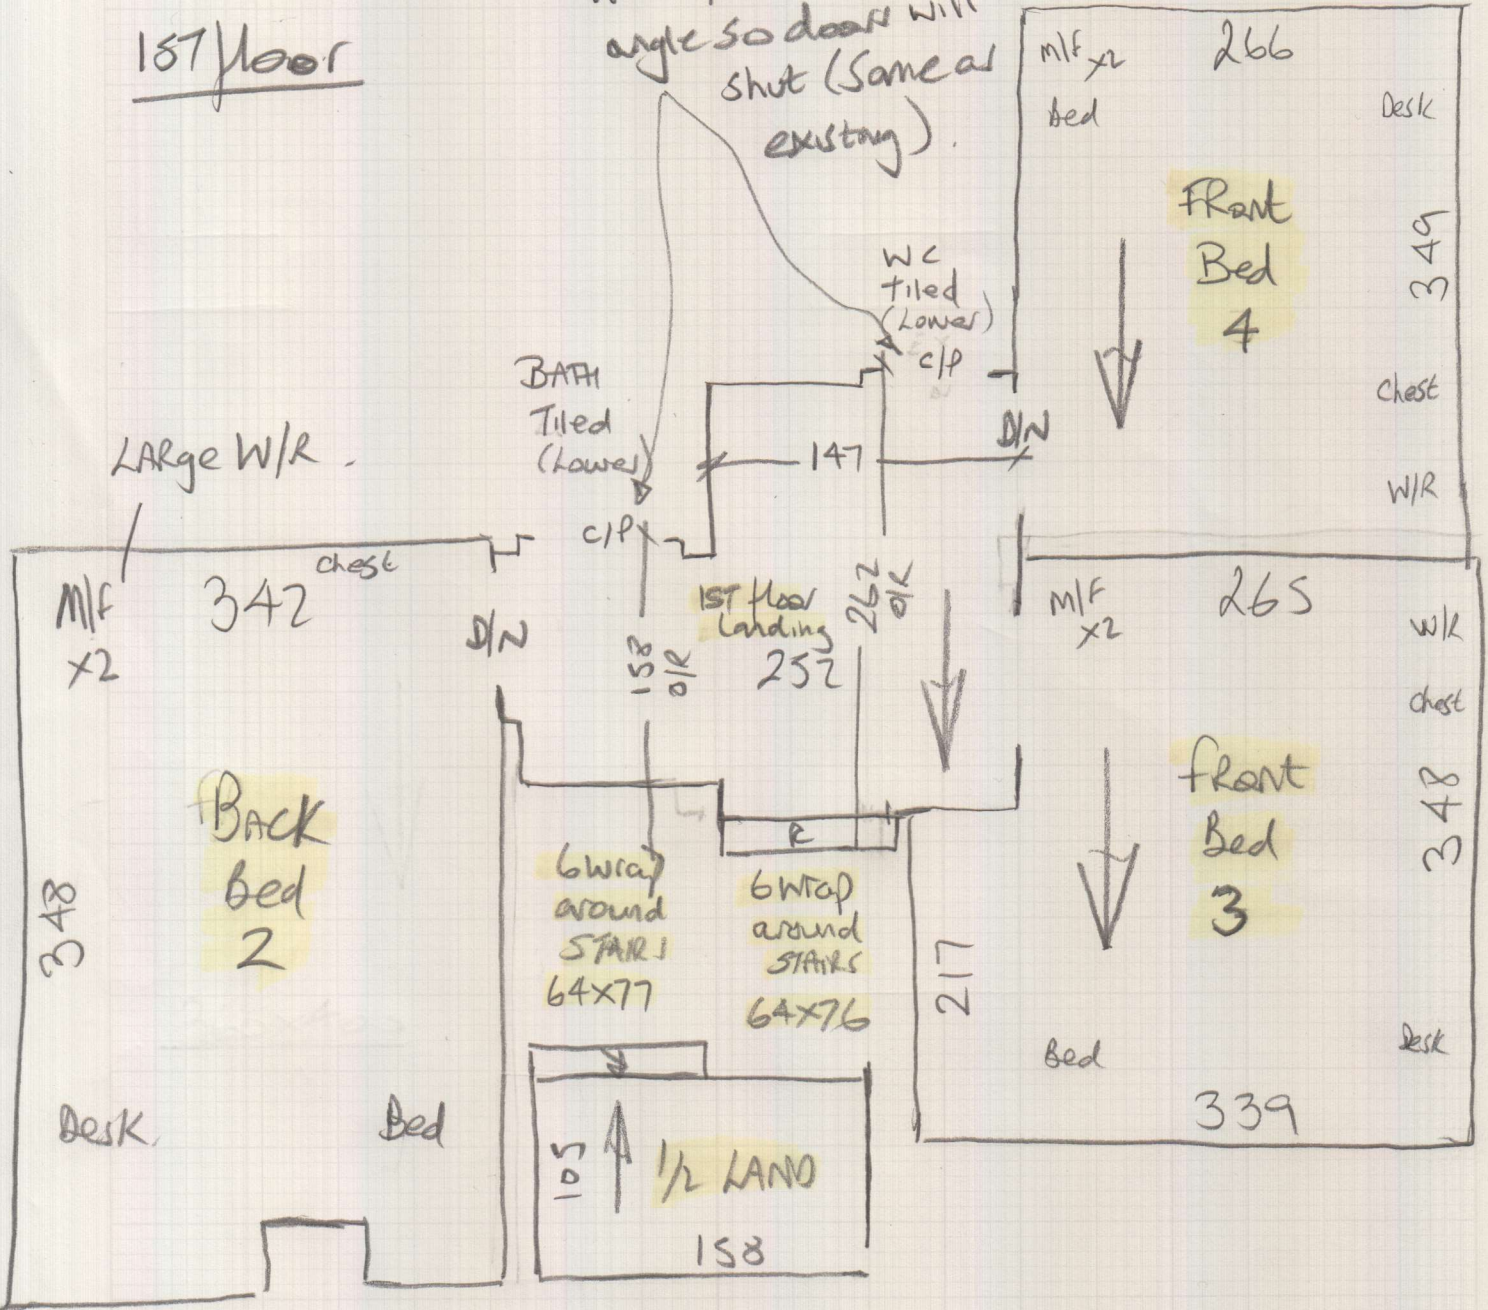 1ST floor
angle so doors will
shut (Same as
existing).
M/F x2
266
Bed
Desk
Front
Bed
4
349
Chest
W/R
WC
tiled
(Lower)
C/P
BATH
Tiled
(Lower)
C/P
D/N
147
LARge W/R.
Chest
M/F
x2
342
D/N
1ST floor
Landing
252
158
O/R
262
O/R
M/F
x2
265
W/R
Chest
BACK
Bed
2
348
front
Bed
3
348
R
6 wrap
around
STAIRS
64x77
6 wrap
around
STAIRS
64x76
217
Bed
Desk
339
Desk.
Bed
105
1/2 LAND
158